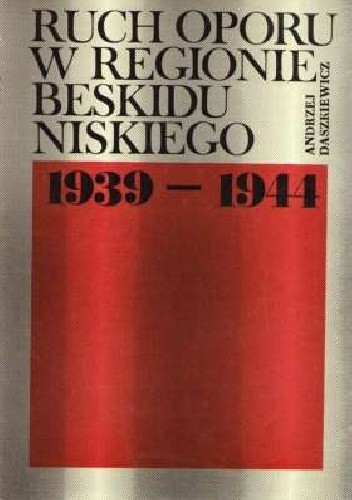 RUCH OPORU
W REGIONIE
BESKIDU
NISKIEGO
ANDRZEJ
DASZKIEWICZ
1939 — 1944